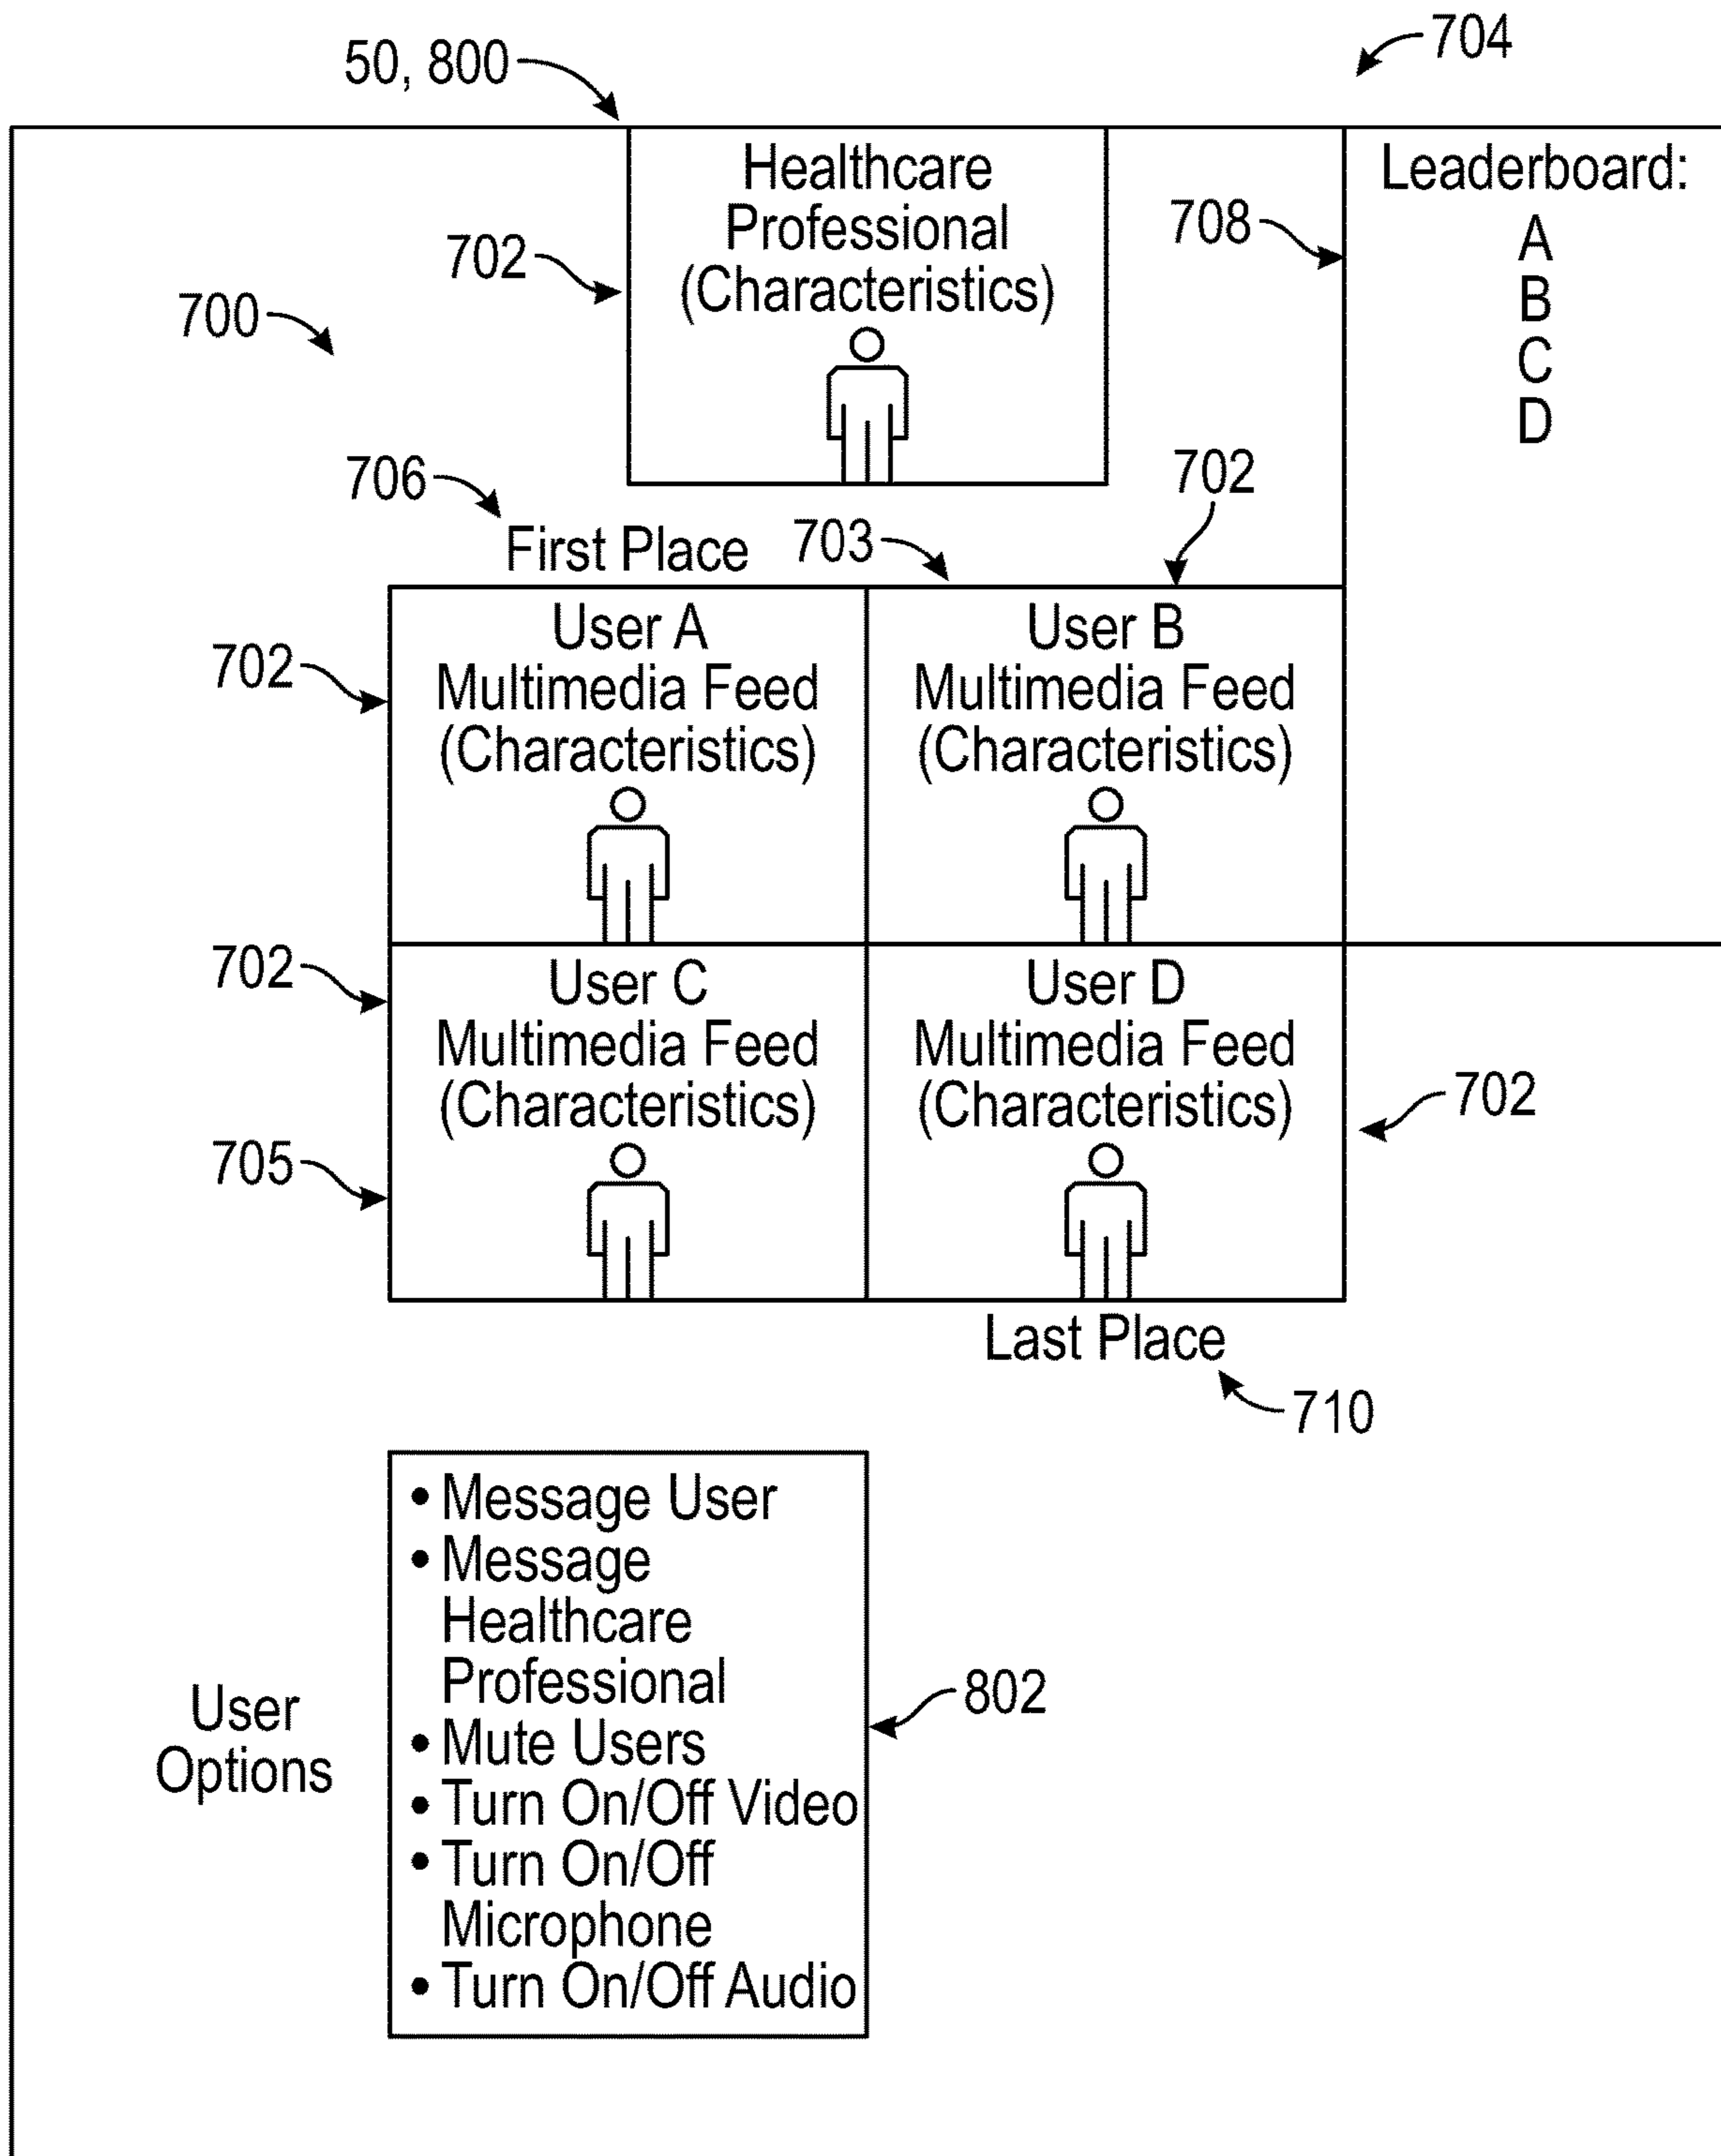 704
50, 800
Healthcare
Professional
(Characteristics)
Leaderboard:
A
B
C
D
708
702
700
706
First Place
703
702
702
User A
Multimedia Feed
(Characteristics)
User B
Multimedia Feed
(Characteristics)
702
User C
Multimedia Feed
(Characteristics)
User D
Multimedia Feed
(Characteristics)
702
705
Last Place
710
User
Options
• Message User
• Message
Healthcare
Professional
• Mute Users
• Turn On/Off Video
• Turn On/Off
Microphone
• Turn On/Off Audio
802